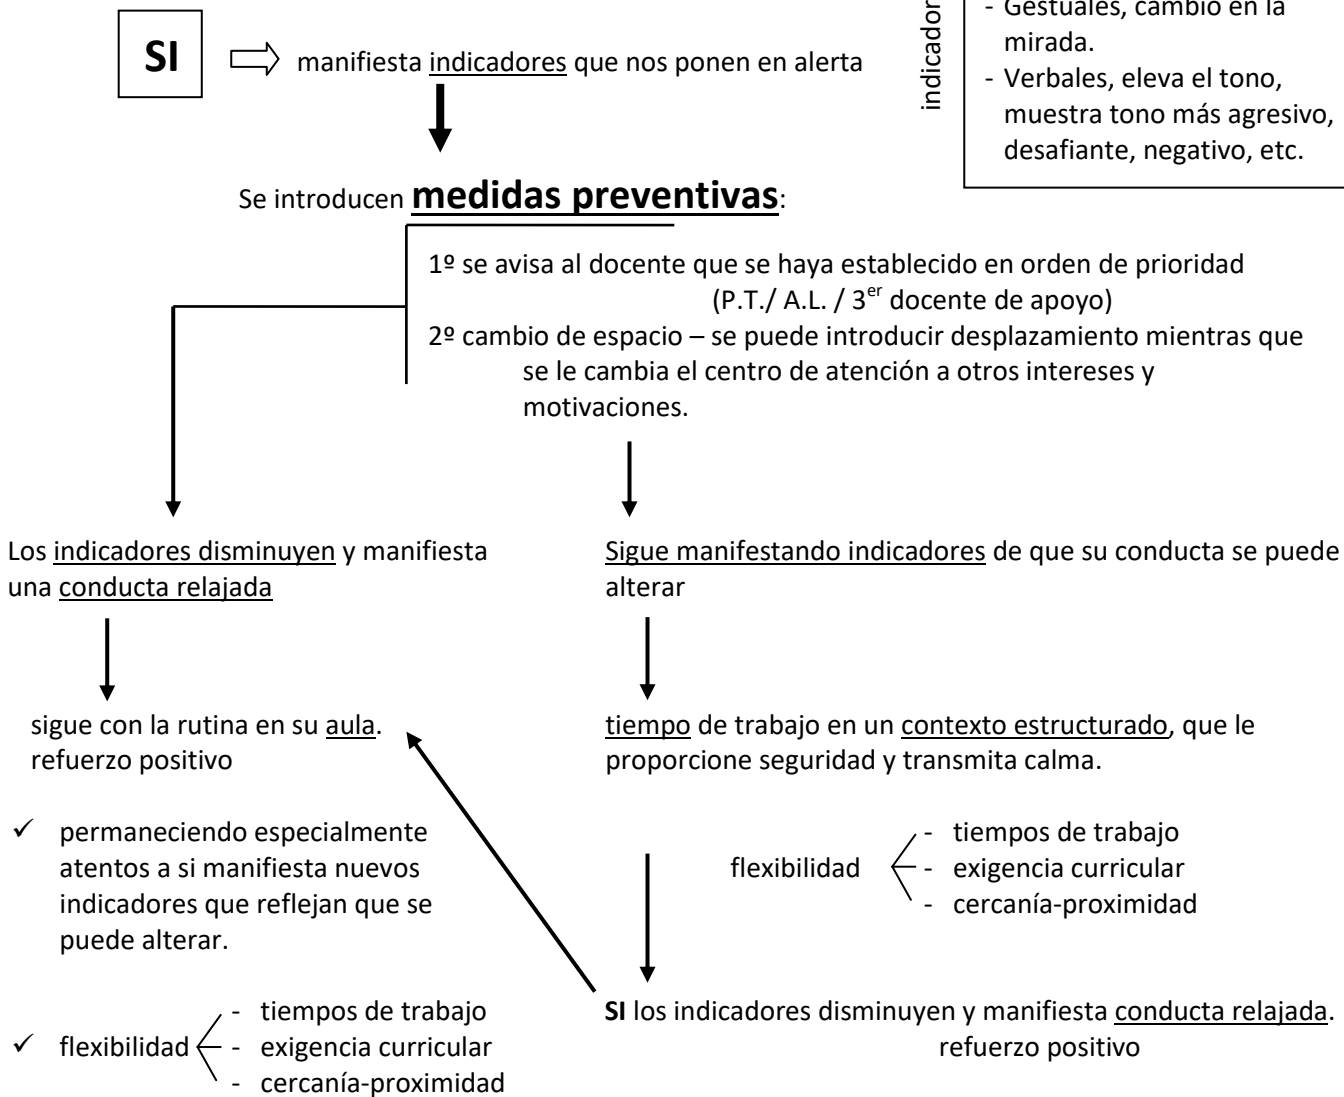 SI
manifiesta indicadores que nos ponen en alerta
- Gestuales, cambio en la
mirada.
- Verbales, eleva el tono,
muestra tono más agresivo,
desafiante, negativo, etc.
Se introducen medidas preventivas:
1º se avisa al docente que se haya establecido en orden de prioridad
(P.T./ A.L. / 3er docente de apoyo)
2º cambio de espacio – se puede introducir desplazamiento mientras que
se le cambia el centro de atención a otros intereses y
motivaciones.
Los indicadores disminuyen y manifiesta
una conducta relajada
Sigue manifestando indicadores de que su conducta se puede
alterar
sigue con la rutina en su aula.
refuerzo positivo
tiempo de trabajo en un contexto estructurado, que le
proporcione seguridad y transmita calma.
✓ permaneciendo especialmente
atentos a si manifiesta nuevos
indicadores que reflejan que se
puede alterar.
flexibilidad
- tiempos de trabajo
- exigencia curricular
- cercanía-proximidad
✓ flexibilidad
- tiempos de trabajo
- exigencia curricular
- cercanía-proximidad
SI los indicadores disminuyen y manifiesta conducta relajada.
refuerzo positivo